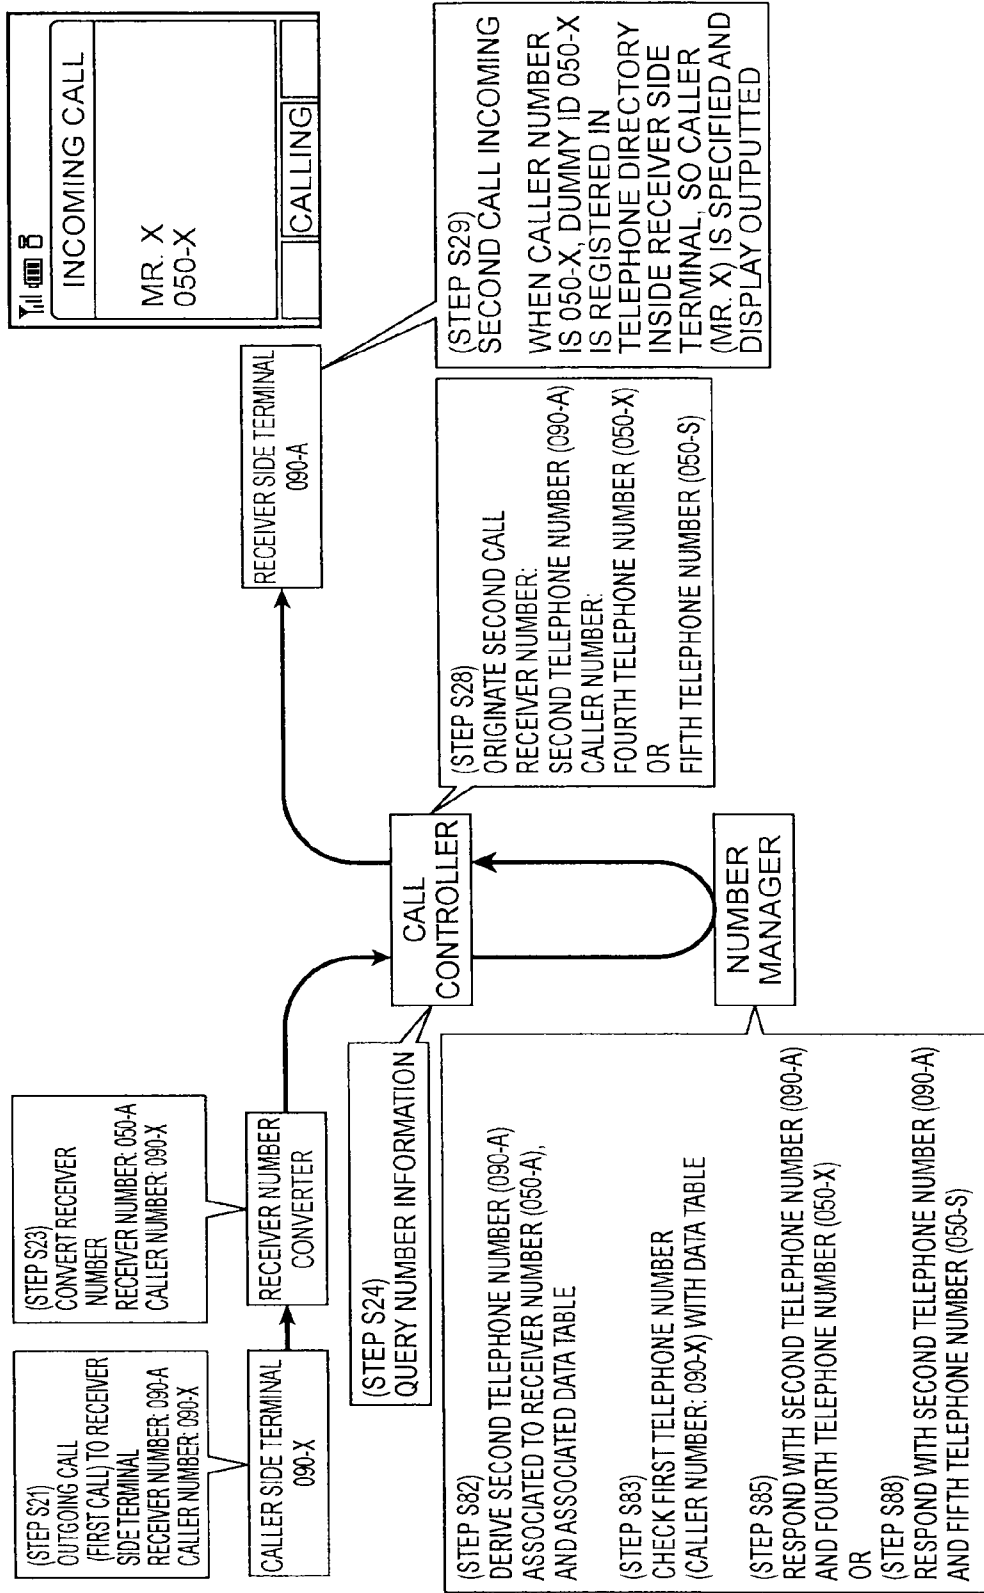 (STEP S21)
OUTGOING CALL
(FIRST CALL) TO RECEIVER
SIDE TERMINAL
RECEIVER NUMBER: 090-A
CALLER NUMBER: 090-X
CALLER SIDE TERMINAL
090-X
(STEP S23)
CONVERT RECEIVER
NUMBER
RECEIVER NUMBER: 050-A
CALLER NUMBER: 090-X
RECEIVER NUMBER
CONVERTER
(STEP S24)
QUERY NUMBER INFORMATION
CALL
CONTROLLER
NUMBER
MANAGER
(STEP S82)
DERIVE SECOND TELEPHONE NUMBER (090-A)
ASSOCIATED TO RECEIVER NUMBER (050-A),
AND ASSOCIATED DATA TABLE
(STEP S83)
CHECK FIRST TELEPHONE NUMBER
(CALLER NUMBER: 090-X) WITH DATA TABLE
(STEP S85)
RESPOND WITH SECOND TELEPHONE NUMBER (090-A)
AND FOURTH TELEPHONE NUMBER (050-X)
OR
(STEP S88)
RESPOND WITH SECOND TELEPHONE NUMBER (090-A)
AND FIFTH TELEPHONE NUMBER (050-S)
(STEP S28)
ORIGINATE SECOND CALL
RECEIVER NUMBER:
SECOND TELEPHONE NUMBER (090-A)
CALLER NUMBER:
FOURTH TELEPHONE NUMBER (050-X)
OR
FIFTH TELEPHONE NUMBER (050-S)
RECEIVER SIDE TERMINAL
090-A
(STEP S29)
SECOND CALL INCOMING
WHEN CALLER NUMBER
IS 050-X, DUMMY ID 050-X
IS REGISTERED IN
TELEPHONE DIRECTORY
INSIDE RECEIVER SIDE
TERMINAL, SO CALLER
(MR. X) IS SPECIFIED AND
DISPLAY OUTPUTTED
INCOMING CALL
MR. X
050-X
CALLING